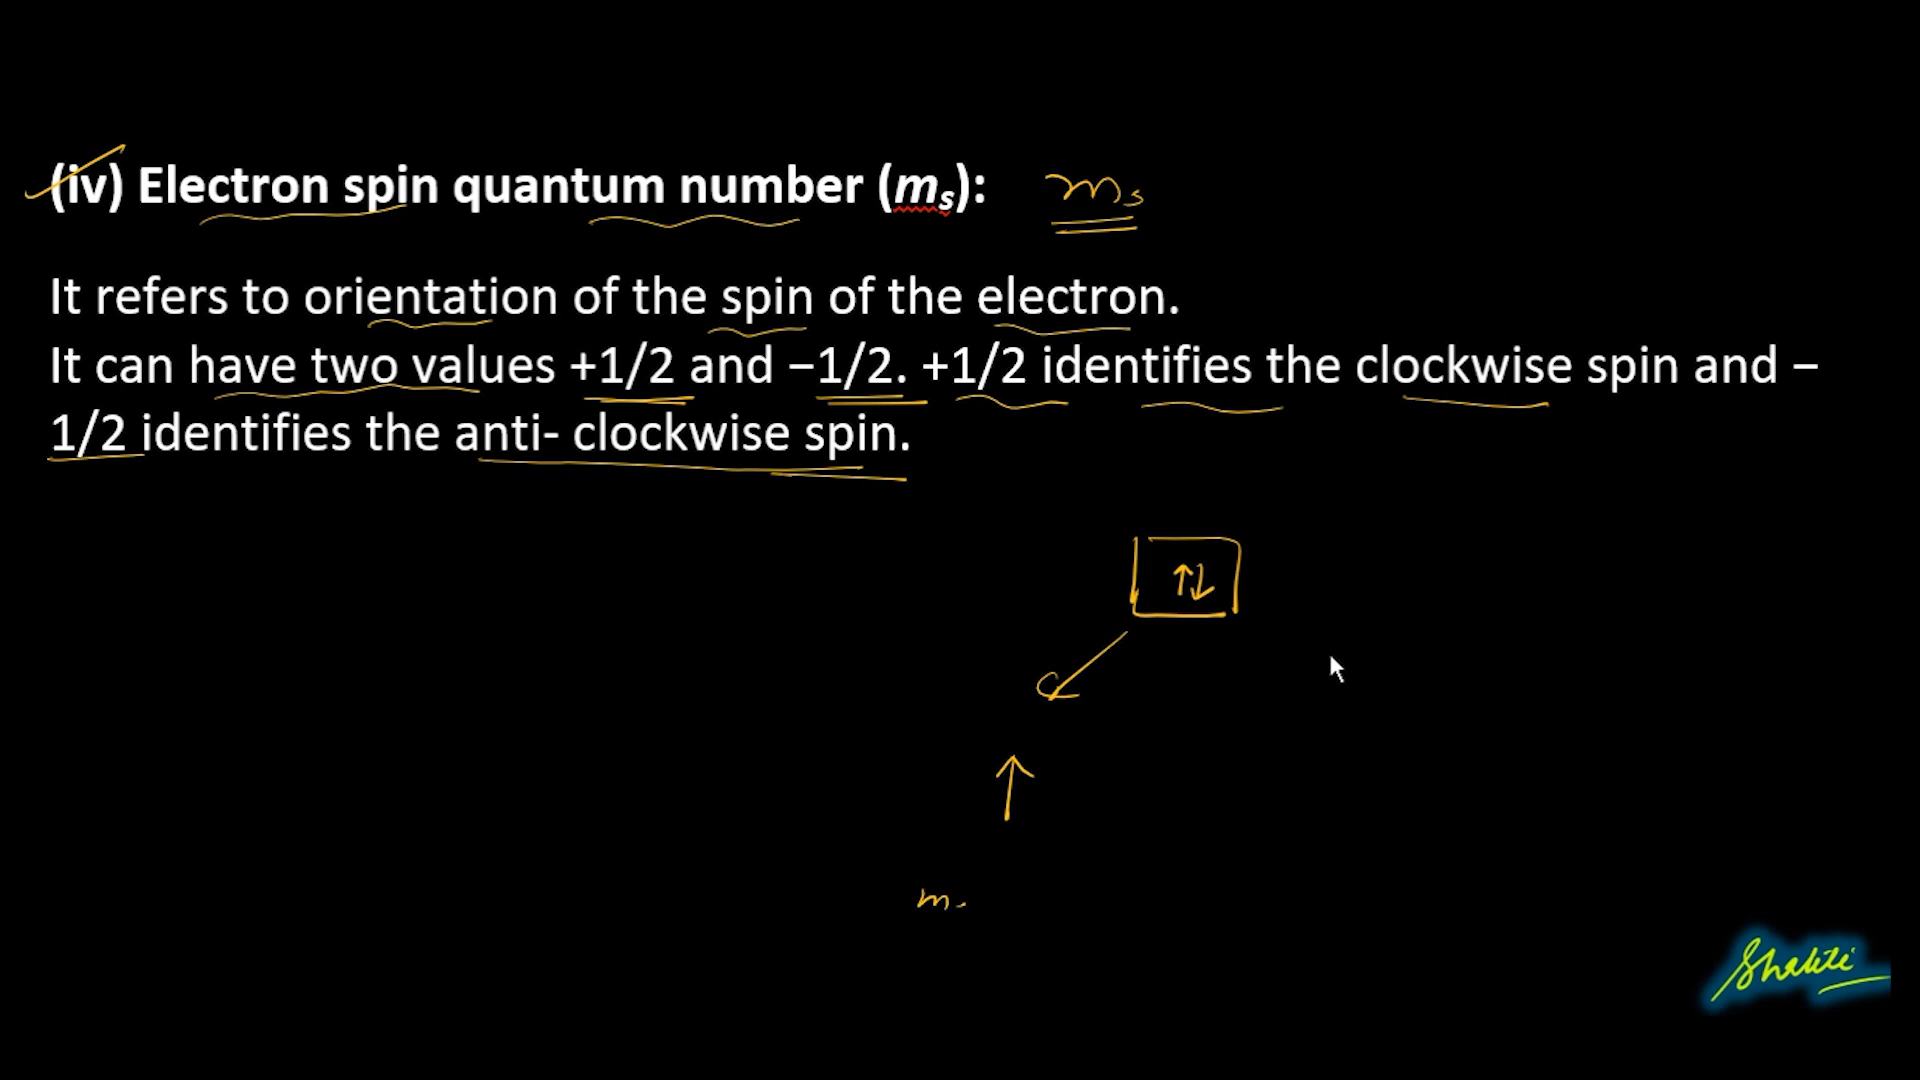 (iv) Electron spin quantum number (mₛ): mₛ
It refers to orientation of the spin of the electron.
It can have two values +1/2 and −1/2. +1/2 identifies the clockwise spin and −
1/2 identifies the anti- clockwise spin.
↑↓
↑
m
Shakti